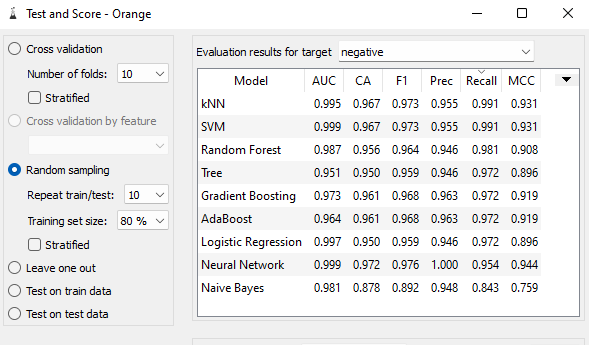 Test and Score - Orange
Cross validation
Number of folds: 10
Stratified
Cross validation by feature
Random sampling
Repeat train/test: 10
Training set size: 80 %
Stratified
Leave one out
Test on train data
Test on test data
Evaluation results for target negative
Model AUC CA F1 Prec Recall MCC
kNN 0.995 0.967 0.973 0.955 0.991 0.931
SVM 0.999 0.967 0.973 0.955 0.991 0.931
Random Forest 0.987 0.956 0.964 0.946 0.981 0.908
Tree 0.951 0.950 0.959 0.946 0.972 0.896
Gradient Boosting 0.973 0.961 0.968 0.963 0.972 0.919
AdaBoost 0.964 0.961 0.968 0.963 0.972 0.919
Logistic Regression 0.997 0.950 0.959 0.946 0.972 0.896
Neural Network 0.999 0.972 0.976 1.000 0.954 0.944
Naive Bayes 0.981 0.878 0.892 0.948 0.843 0.759